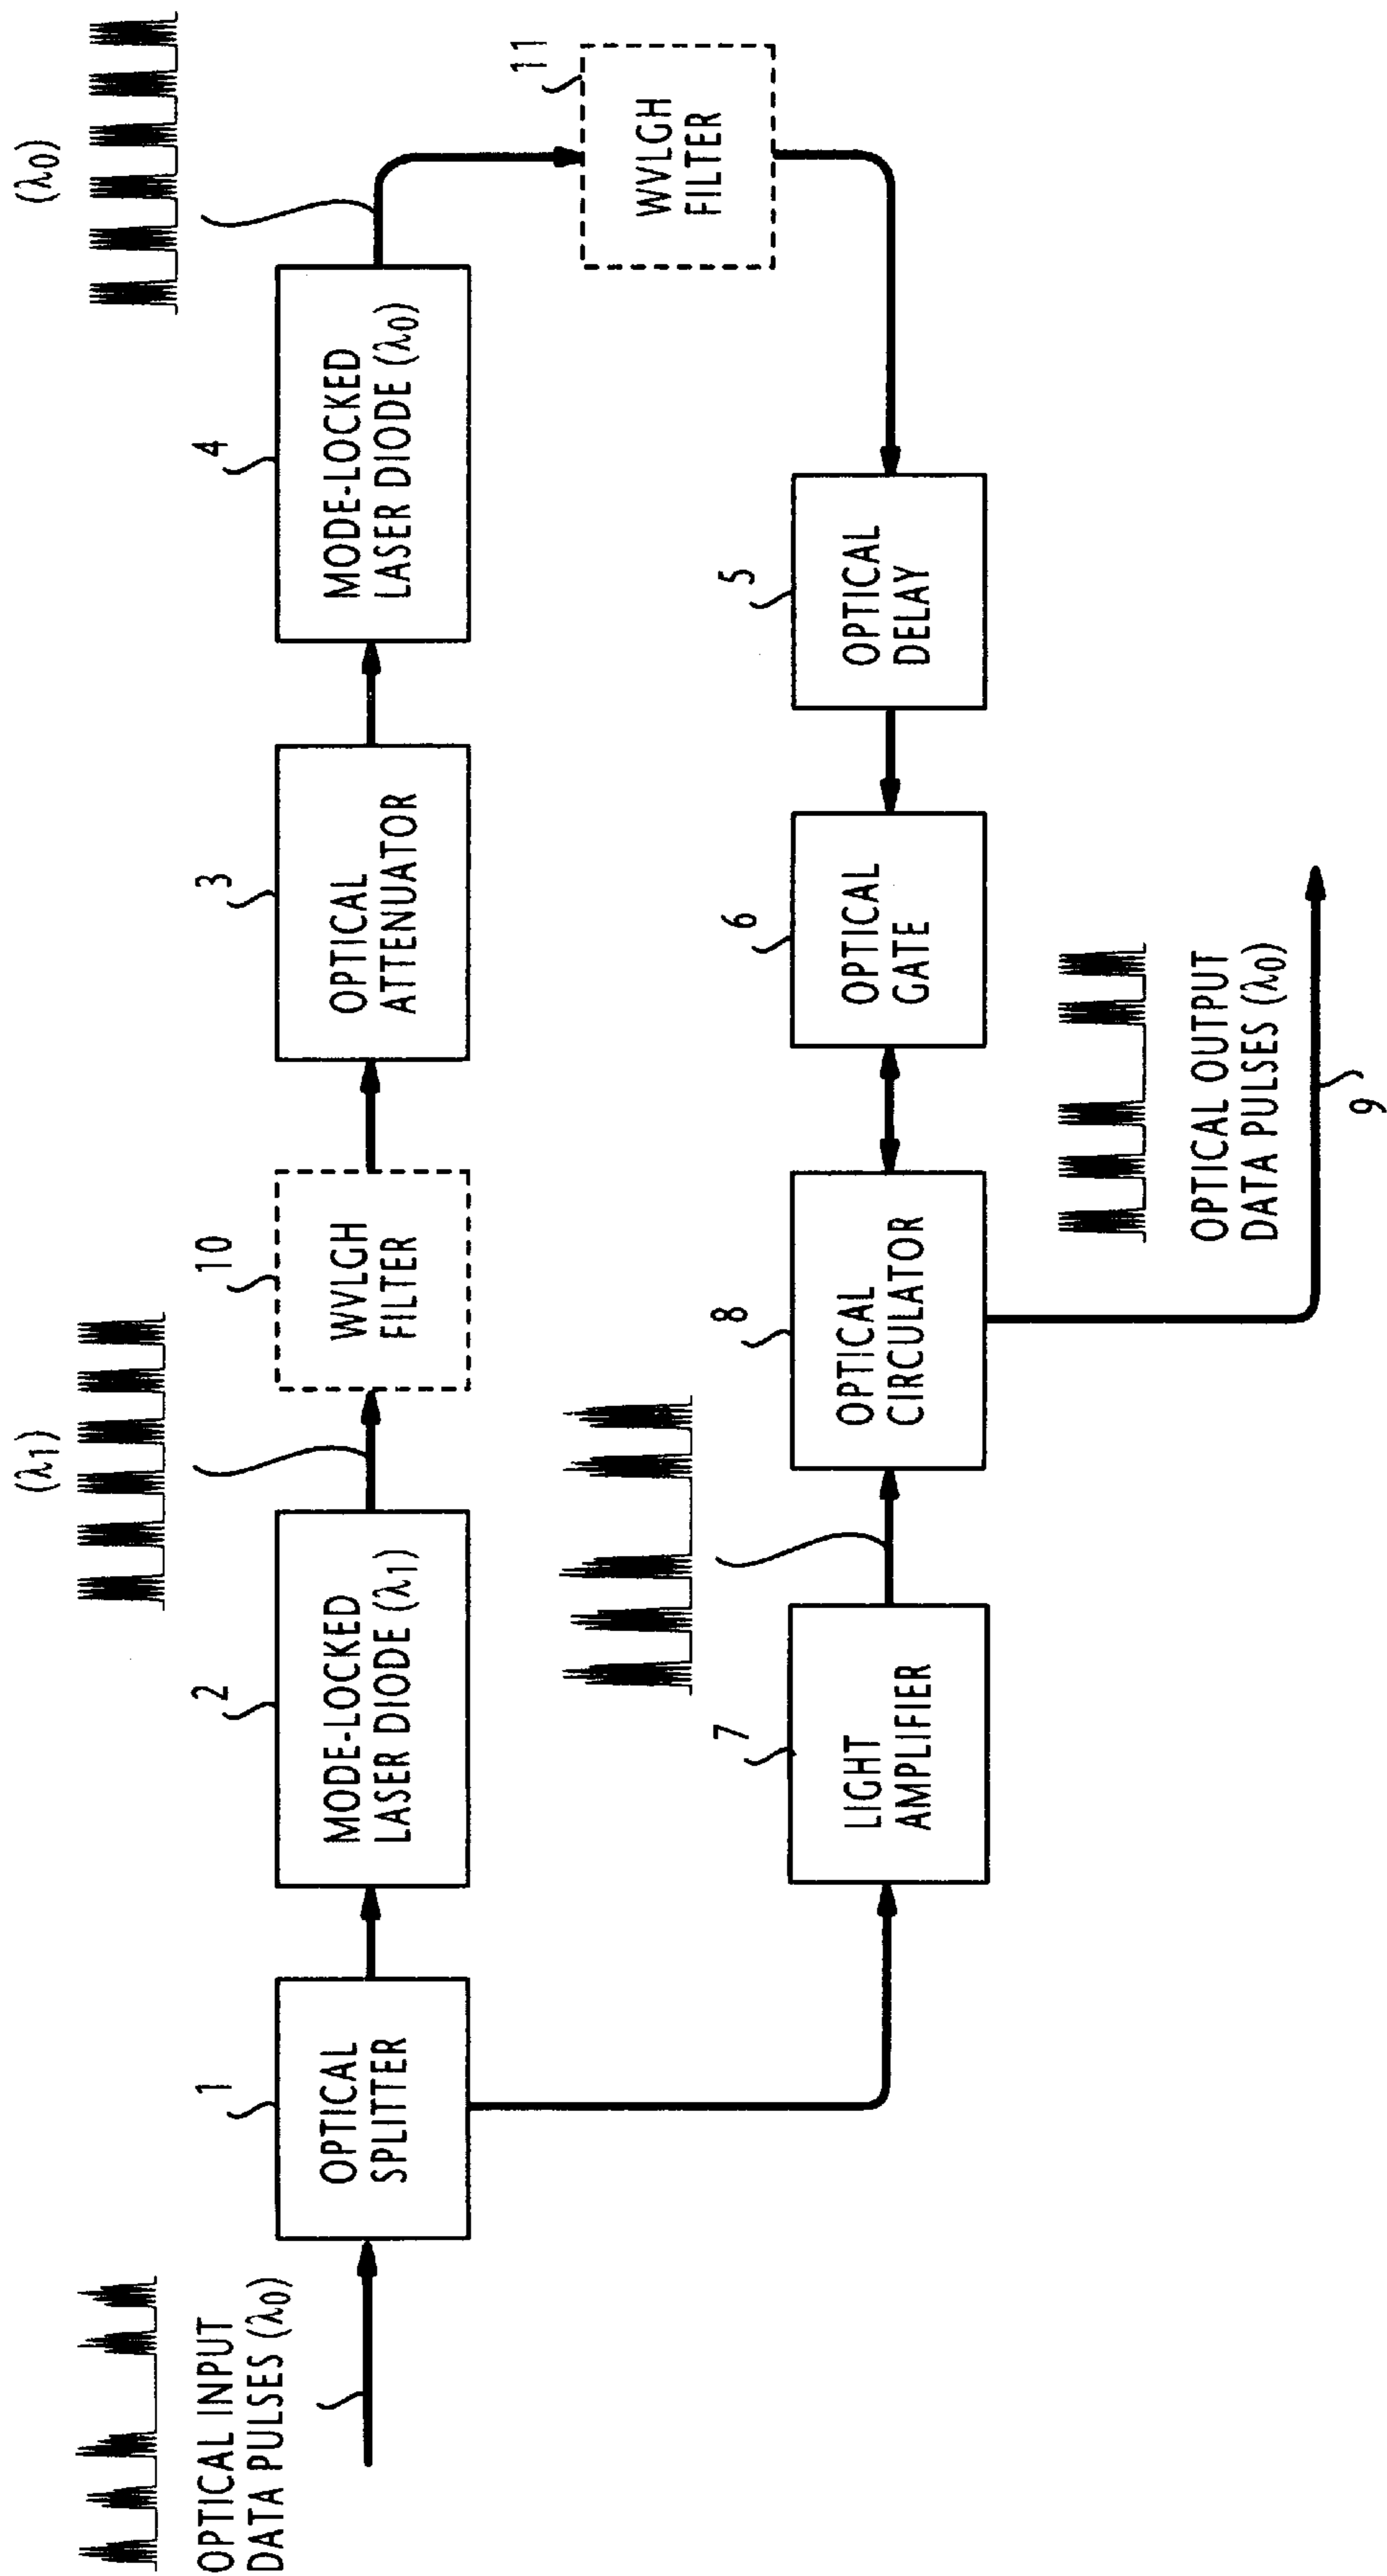 OPTICAL INPUT
DATA PULSES (λ0)
1
OPTICAL
SPLITTER
2
MODE-LOCKED
LASER DIODE (λ1)
(λ1)
10
WVLGH
FILTER
3
OPTICAL
ATTENUATOR
4
MODE-LOCKED
LASER DIODE (λ0)
(λ0)
11
WVLGH
FILTER
5
OPTICAL
DELAY
6
OPTICAL
GATE
8
OPTICAL
CIRCULATOR
7
LIGHT
AMPLIFIER
OPTICAL OUTPUT
DATA PULSES (λ0)
9